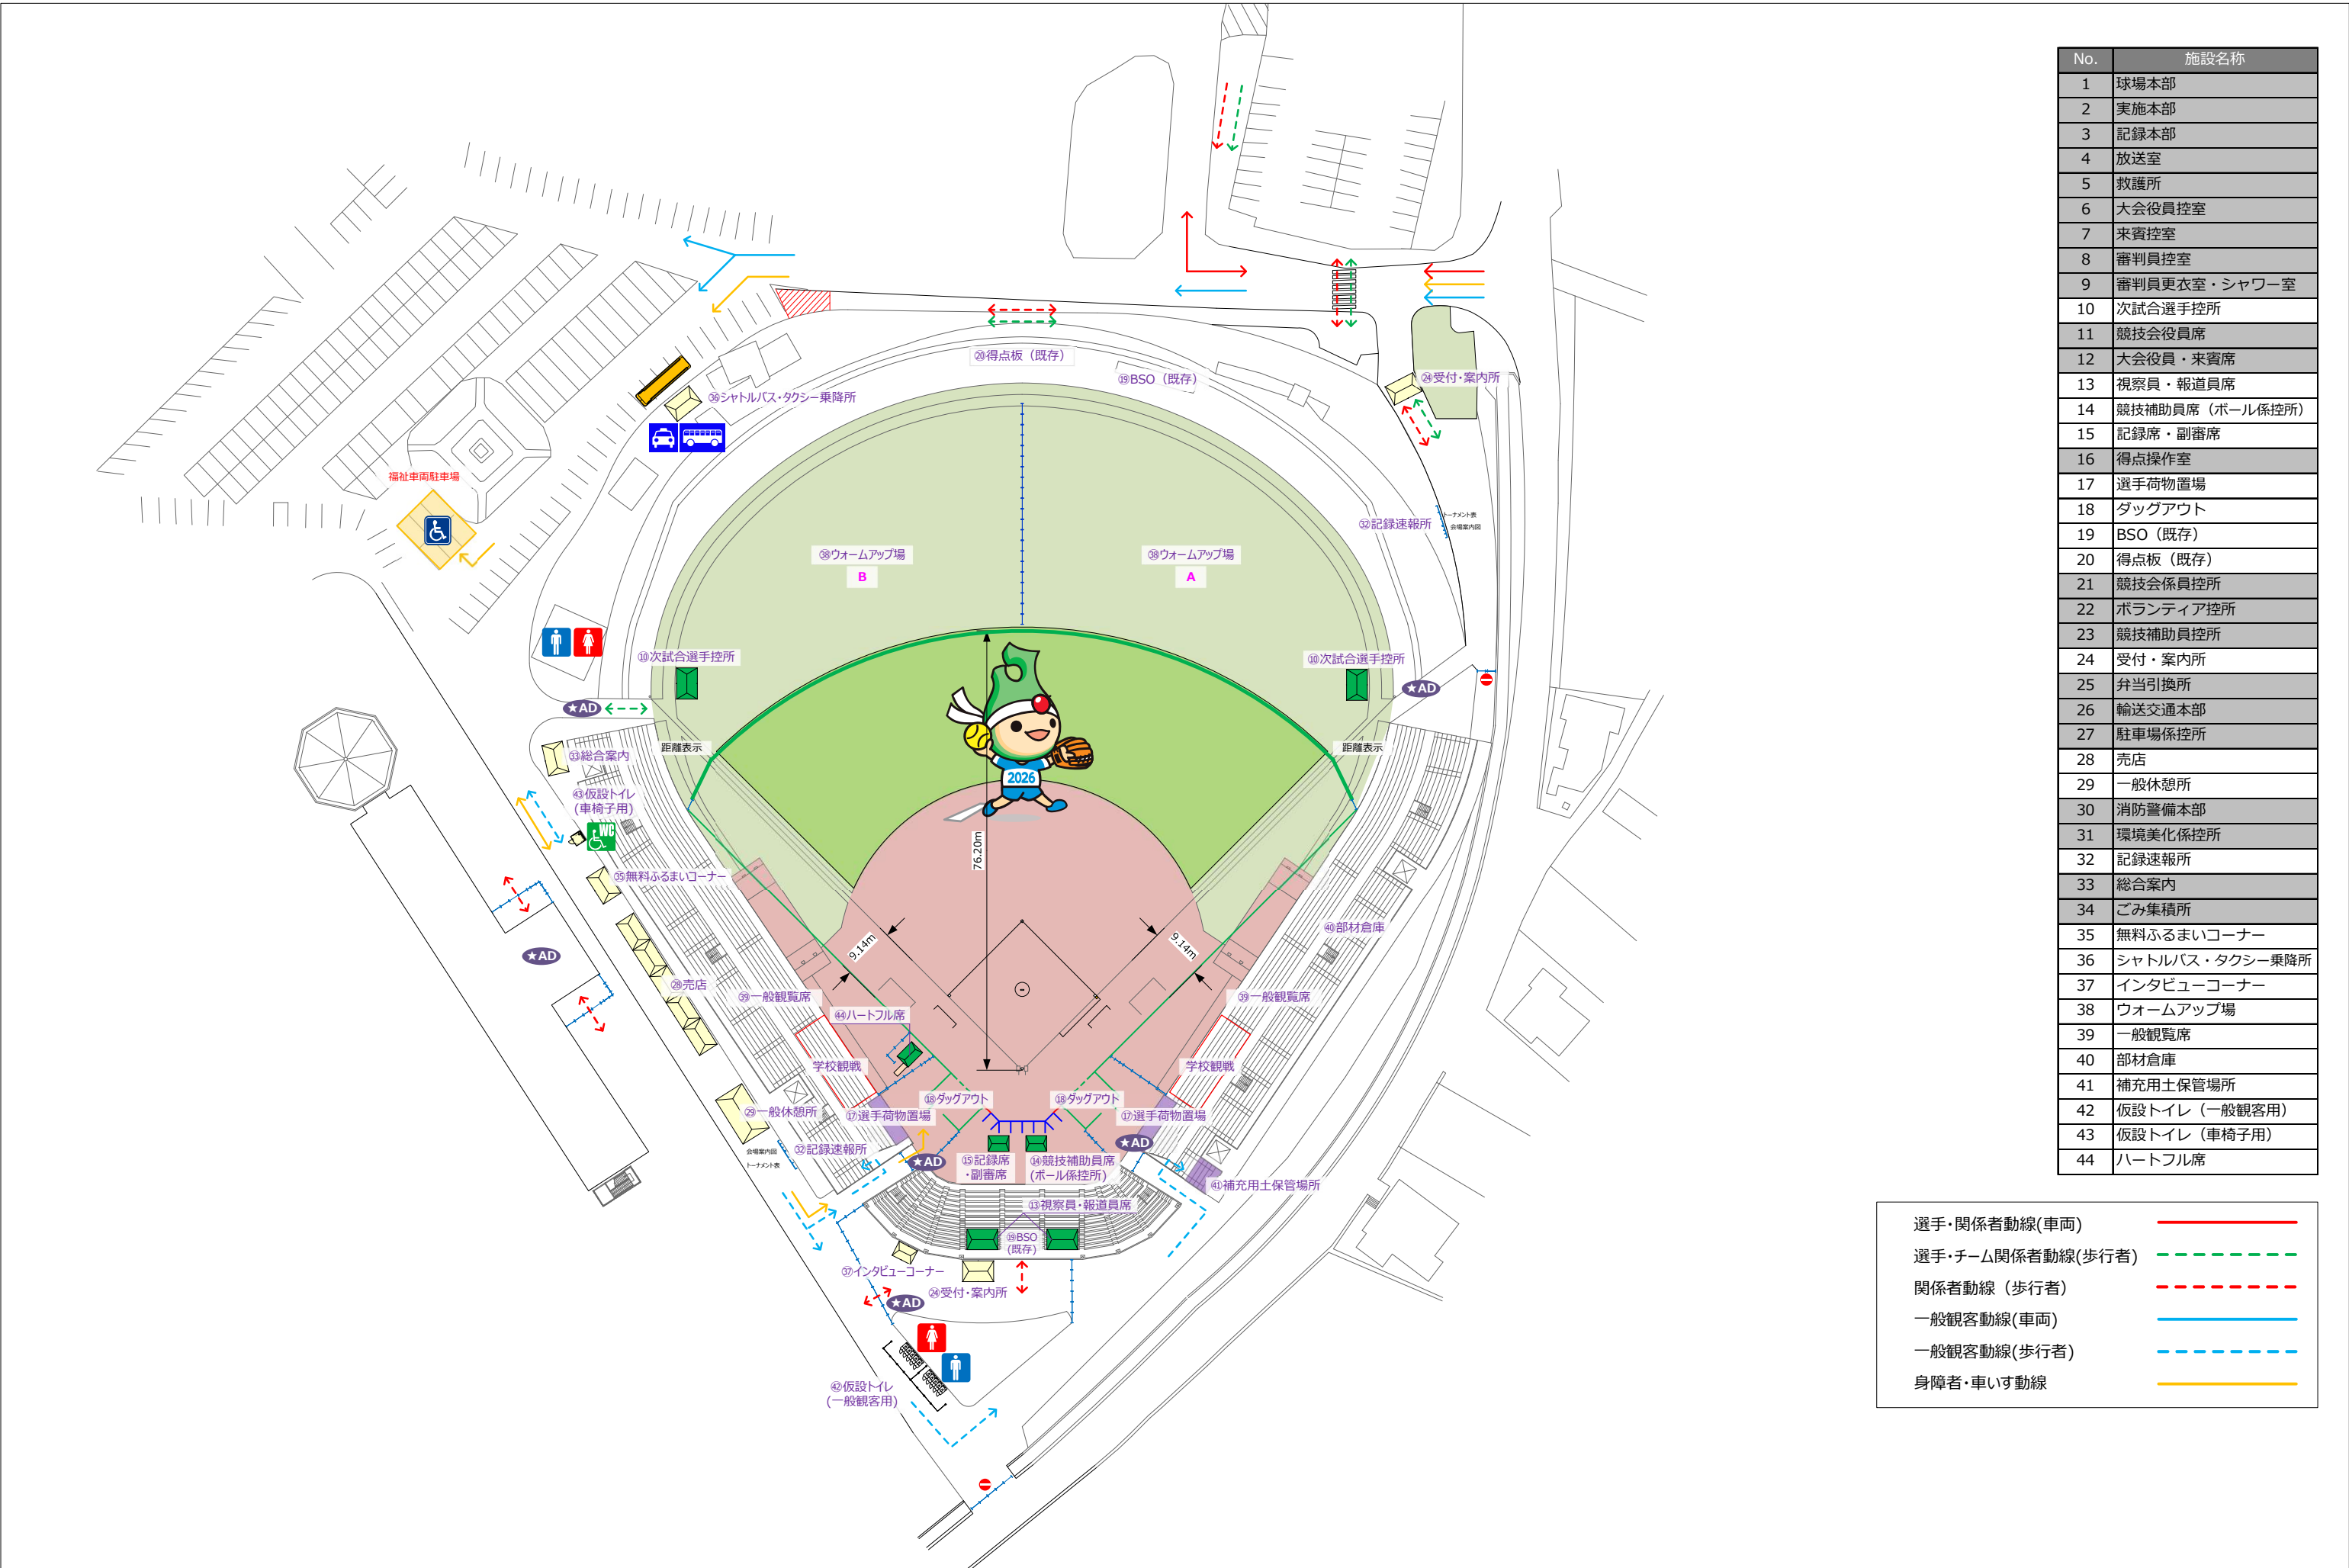 No. 施設名称
1 球場本部
2 実施本部
3 記録本部
4 放送室
5 救護所
6 大会役員控室
7 来賓控室
8 審判員控室
9 審判員更衣室・シャワー室
10 次試合選手控所
11 競技会役員席
12 大会役員・来賓席
13 視察員・報道員席
14 競技補助員席（ボール係控所）
15 記録席・副審席
16 得点操作室
17 選手荷物置場
18 ダッグアウト
19 BSO（既存）
20 得点板（既存）
21 競技会係員控所
22 ボランティア控所
23 競技補助員控所
24 受付・案内所
25 弁当引換所
26 輸送交通本部
27 駐車場係控所
28 売店
29 一般休憩所
30 消防警備本部
31 環境美化係控所
32 記録速報所
33 総合案内
34 ごみ集積所
35 無料ふるまいコーナー
36 シャトルバス・タクシー乗降所
37 インタビューコーナー
38 ウォームアップ場
39 一般観覧席
40 部材倉庫
41 補充用土保管場所
42 仮設トイレ（一般観客用）
43 仮設トイレ（車椅子用）
44 ハートフル席
選手・関係者動線(車両)
選手・チーム関係者動線(歩行者)
関係者動線（歩行者）
一般観客動線(車両)
一般観客動線(歩行者)
身障者・車いす動線
⑳得点板（既存）
⑲BSO（既存）
㉔受付・案内所
㊱シャトルバス・タクシー乗降所
福祉車両駐車場
㉜記録速報所
トーナメント表
会場案内図
㊳ウォームアップ場
B
㊳ウォームアップ場
A
⑩次試合選手控所
⑩次試合選手控所
★AD
★AD
距離表示
距離表示
㉝総合案内
2026
㊸仮設トイレ
(車椅子用)
WC
76.20m
㉟無料ふるまいコーナー
㊵部材倉庫
9.14m
9.14m
★AD
㉘売店
㊴一般観覧席
㊴一般観覧席
㊹ハートフル席
学校観戦
学校観戦
⑱ダッグアウト
⑱ダッグアウト
㉙一般休憩所
⑰選手荷物置場
⑰選手荷物置場
★AD
㉜記録速報所
会場案内図
トーナメント表
★AD
⑮記録席
・副審席
⑭競技補助員席
(ボール係控所)
㊶補充用土保管場所
⑬視察員・報道員席
⑲BSO
(既存)
㊲インタビューコーナー
㉔受付・案内所
★AD
㊷仮設トイレ
(一般観客用)